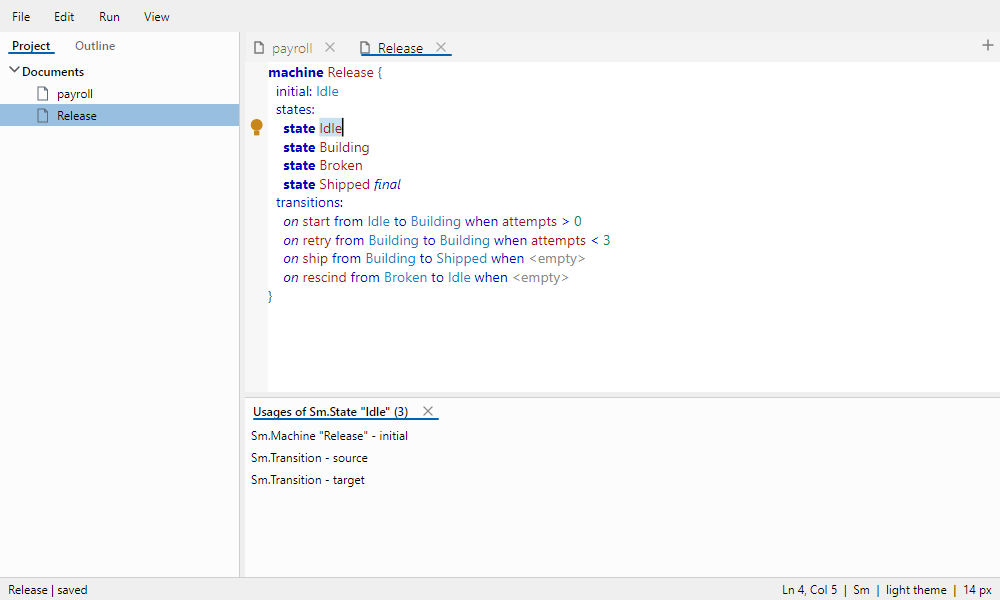 File Edit Run View
Project Outline
Documents
payroll
Release
payroll Release
machine Release {
initial: Idle
states:
state Idle
state Building
state Broken
state Shipped final
transitions:
on start from Idle to Building when attempts > 0
on retry from Building to Building when attempts < 3
on ship from Building to Shipped when <empty>
on rescind from Broken to Idle when <empty>
}
Usages of Sm.State "Idle" (3)
Sm.Machine "Release" - initial
Sm.Transition - source
Sm.Transition - target
Release | saved
Ln 4, Col 5 | Sm | light theme | 14 px